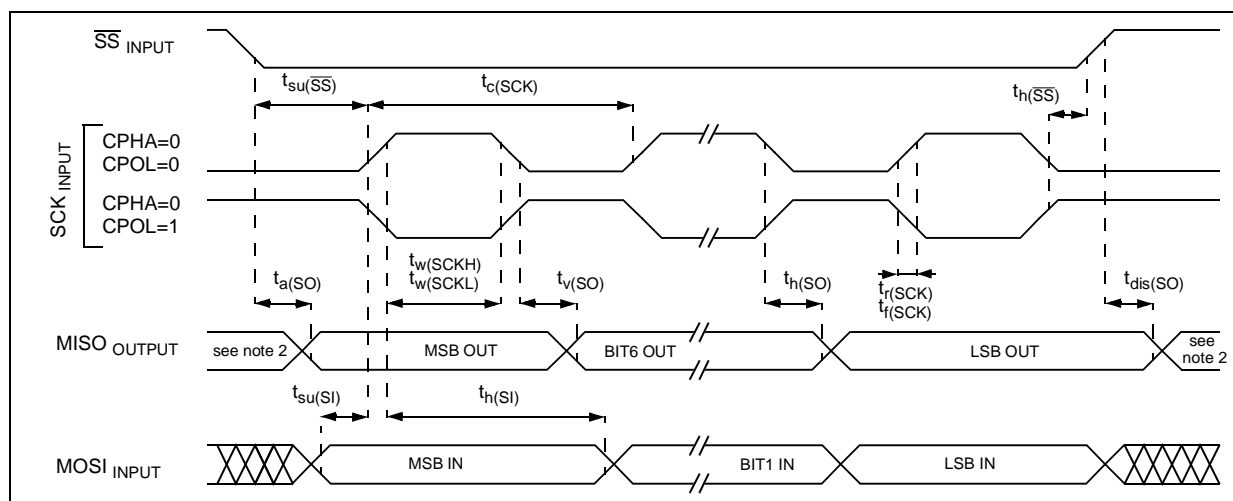 SS INPUT
tsu(SS)
tc(SCK)
th(SS)
SCK INPUT
CPHA=0
CPOL=0
CPHA=0
CPOL=1
ta(SO)
tw(SCKH)
tw(SCKL)
tv(SO)
th(SO)
tr(SCK)
tf(SCK)
tdis(SO)
MISO OUTPUT
see note 2
MSB OUT
BIT6 OUT
LSB OUT
see
note 2
tsu(SI)
th(SI)
MOSI INPUT
MSB IN
BIT1 IN
LSB IN